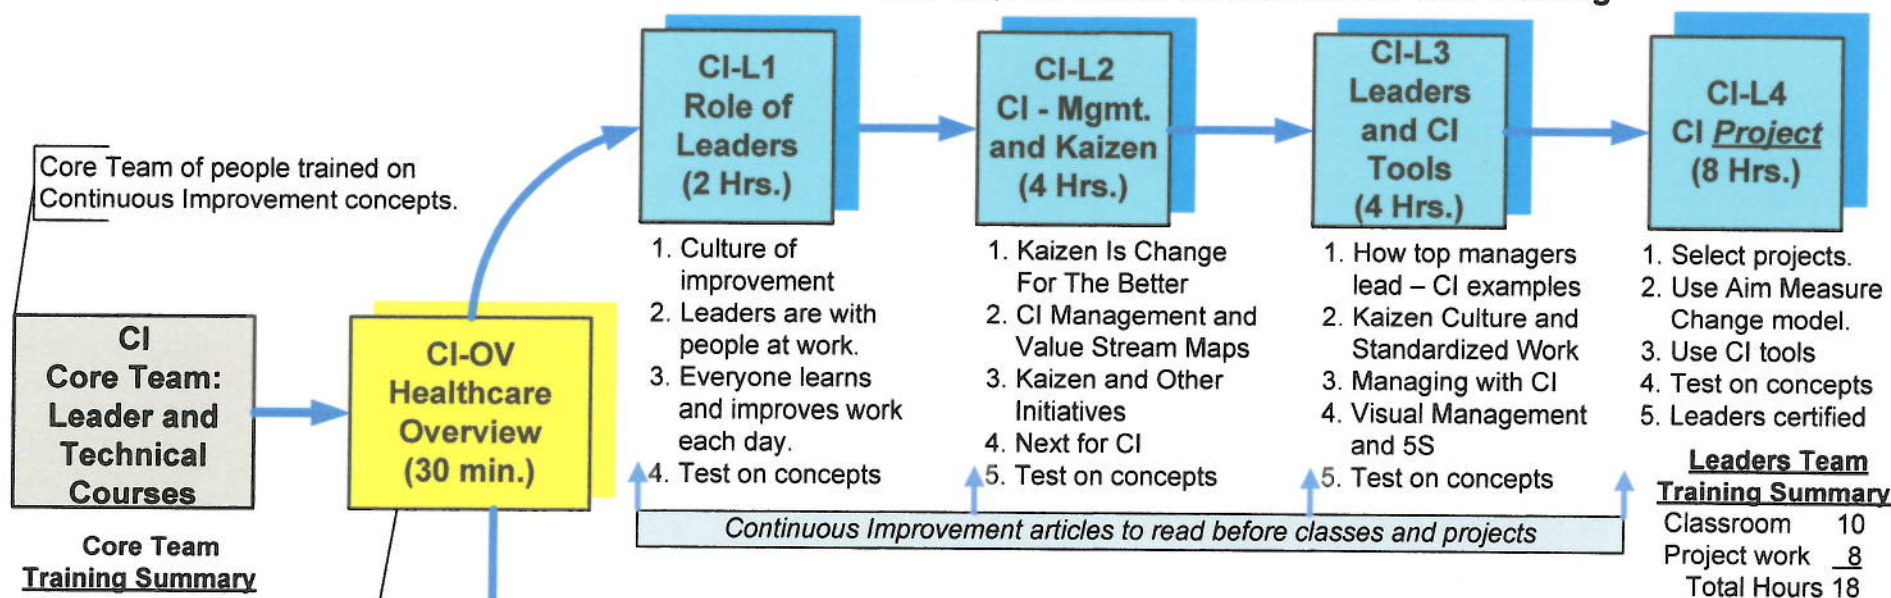 Core Team of people trained on
Continuous Improvement concepts.
CI
Core Team:
Leader and
Technical
Courses
Core Team
Training Summary
CI-OV
Healthcare
Overview
(30 min.)
CI-L1
Role of
Leaders
(2 Hrs.)
1. Culture of
improvement
2. Leaders are with
people at work.
3. Everyone learns
and improves work
each day.
4. Test on concepts
CI-L2
CI - Mgmt.
and Kaizen
(4 Hrs.)
1. Kaizen Is Change
For The Better
2. CI Management and
Value Stream Maps
3. Kaizen and Other
Initiatives
4. Next for CI
5. Test on concepts
CI-L3
Leaders
and CI
Tools
(4 Hrs.)
1. How top managers
lead – CI examples
2. Kaizen Culture and
Standardized Work
3. Managing with CI
4. Visual Management
and 5S
5. Test on concepts
CI-L4
CI Project
(8 Hrs.)
1. Select projects.
2. Use Aim Measure
Change model.
3. Use CI tools
4. Test on concepts
5. Leaders certified
Leaders Team
Training Summary
Classroom 10
Project work 8
Total Hours 18
Continuous Improvement articles to read before classes and projects